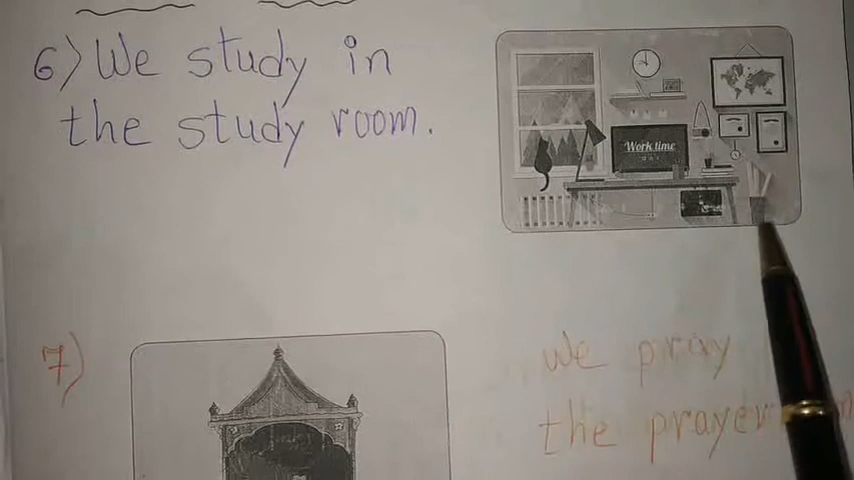 6) We study in
the study room.
Work time
7)
We pray
the prayer